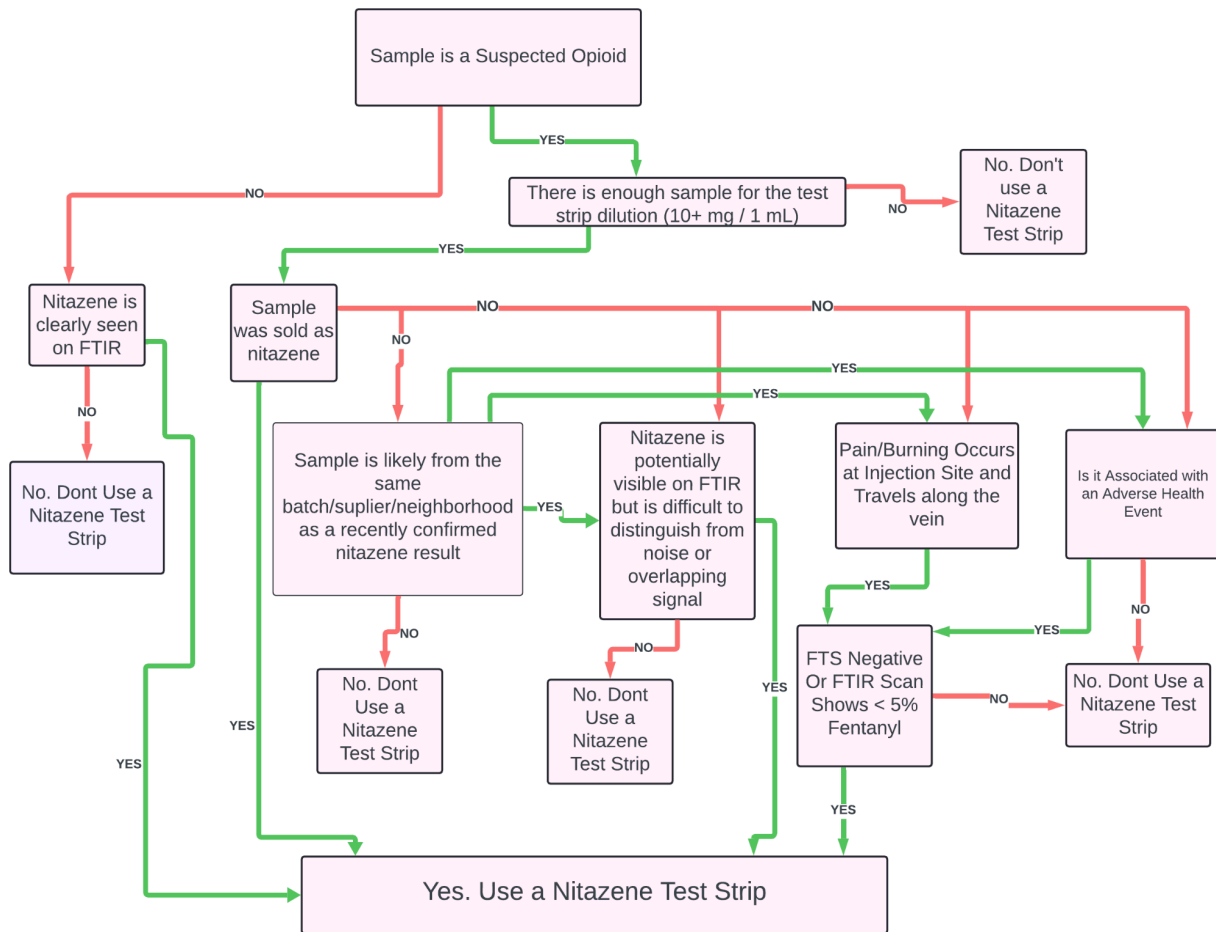 Sample is a Suspected Opioid
YES
NO
There is enough sample for the test
strip dilution (10+ mg / 1 mL)
NO
No. Don't
use a
Nitazene
Test Strip
YES
Nitazene is
clearly seen
on FTIR
Sample
was sold as
nitazene
NO
NO
NO
YES
YES
NO
No. Dont Use a
Nitazene Test
Strip
Sample is likely from the
same
batch/suplier/neighborhood
as a recently confirmed
nitazene result
YES
Nitazene is
potentially
visible on FTIR
but is difficult to
distinguish from
noise or
overlapping
signal
Pain/Burning Occurs
at Injection Site and
Travels along the
vein
Is it Associated with
an Adverse Health
Event
YES
NO
YES
NO
NO
No. Dont
Use a
Nitazene
Test Strip
No. Dont
Use a
Nitazene
Test Strip
YES
FTS Negative
Or FTIR Scan
Shows < 5%
Fentanyl
NO
No. Dont Use a
Nitazene Test
Strip
YES
YES
YES
Yes. Use a Nitazene Test Strip